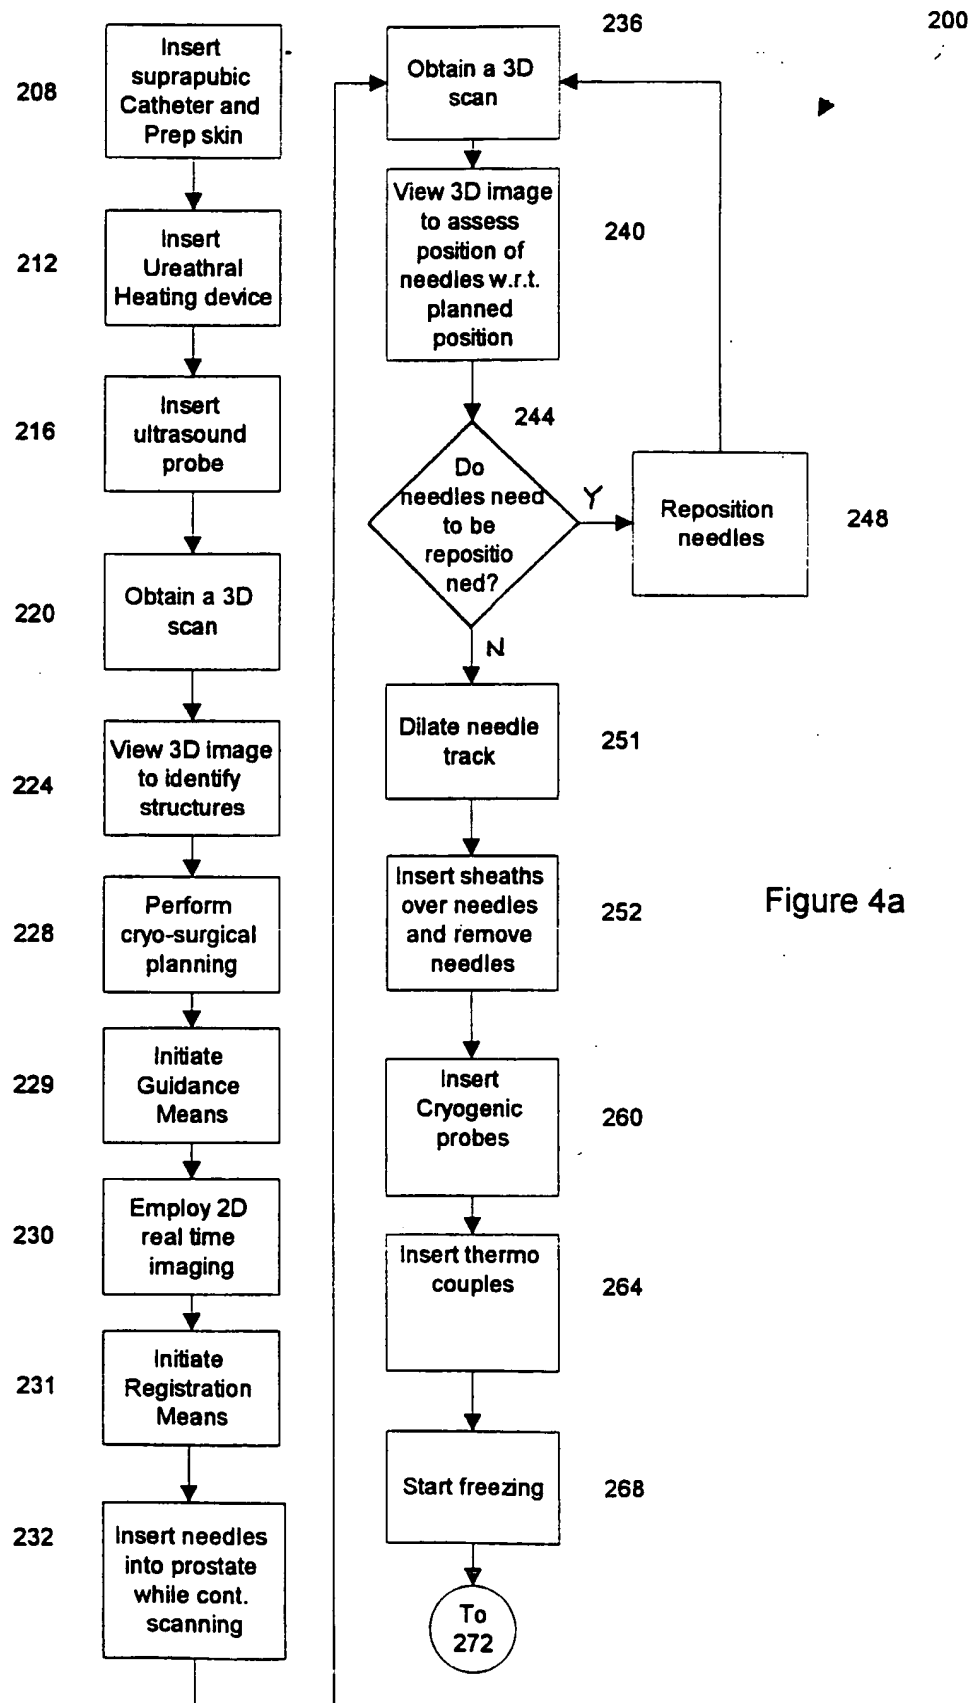 200
208
Insert
suprapubic
Catheter and
Prep skin
212
Insert
Ureathral
Heating device
216
Insert
ultrasound
probe
220
Obtain a 3D
scan
224
View 3D image
to identify
structures
228
Perform
cryo-surgical
planning
229
Initiate
Guidance
Means
230
Employ 2D
real time
imaging
231
Initiate
Registration
Means
232
Insert needles
into prostate
while cont.
scanning
236
Obtain a 3D
scan
View 3D image
to assess
position of
needles w.r.t.
planned
position
240
244
Do
needles need
to be
repositio
ned?
Y
Reposition
needles
248
N
Dilate needle
track
251
Insert sheaths
over needles
and remove
needles
252
Insert
Cryogenic
probes
260
Insert thermo
couples
264
Start freezing
268
To
272
Figure 4a